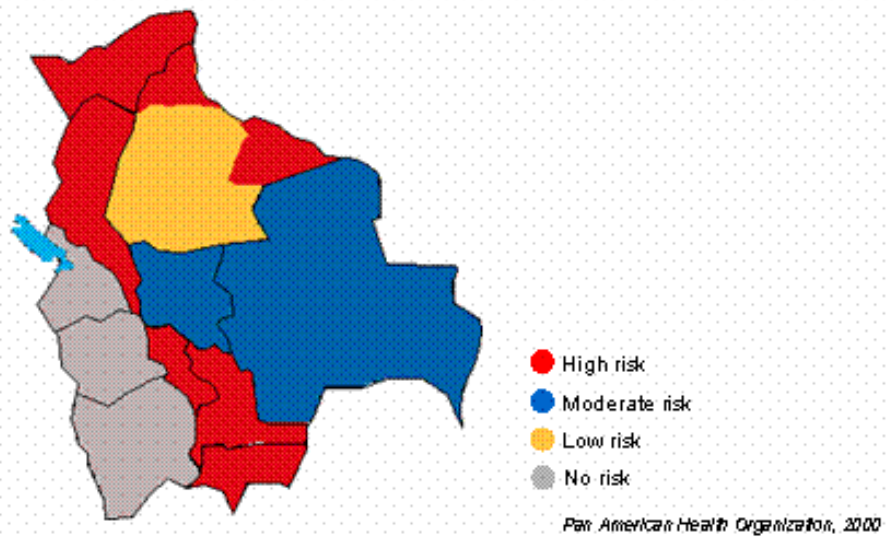 High risk
Moderate risk
Low risk
No risk
Pan American Health Organization, 2000